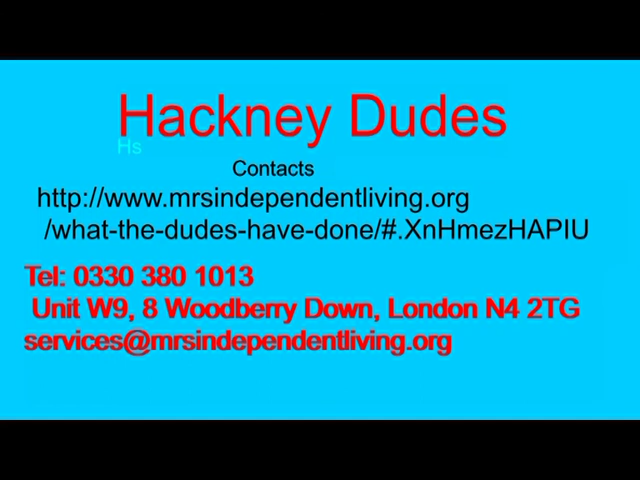 Hackney Dudes
Hs
Contacts
http://www.mrsindependentliving.org
/what-the-dudes-have-done/#.XnHmezHAPIU
Tel: 0330 380 1013
Unit W9, 8 Woodberry Down, London N4 2TG
services@mrsindependentliving.org